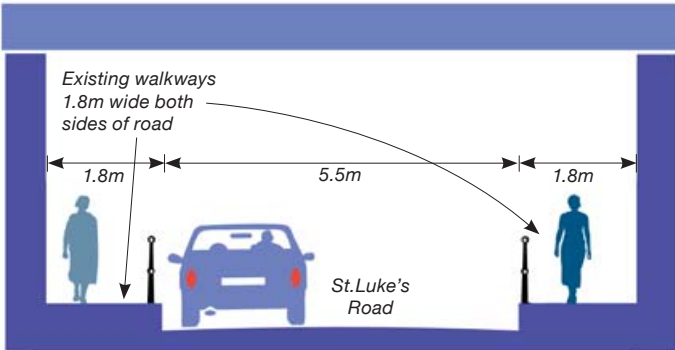 Existing walkways
1.8m wide both
sides of road
1.8m
5.5m
1.8m
St.Luke's
Road